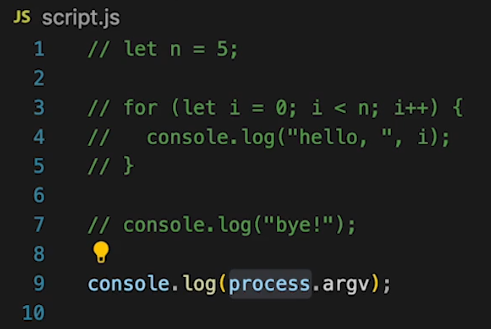 JS script.js
1 // let n = 5;
2
3 // for (let i = 0; i < n; i++) {
4 //   console.log("hello, ", i);
5 // }
6
7 // console.log("bye!");
8
9 console.log(process.argv);
10